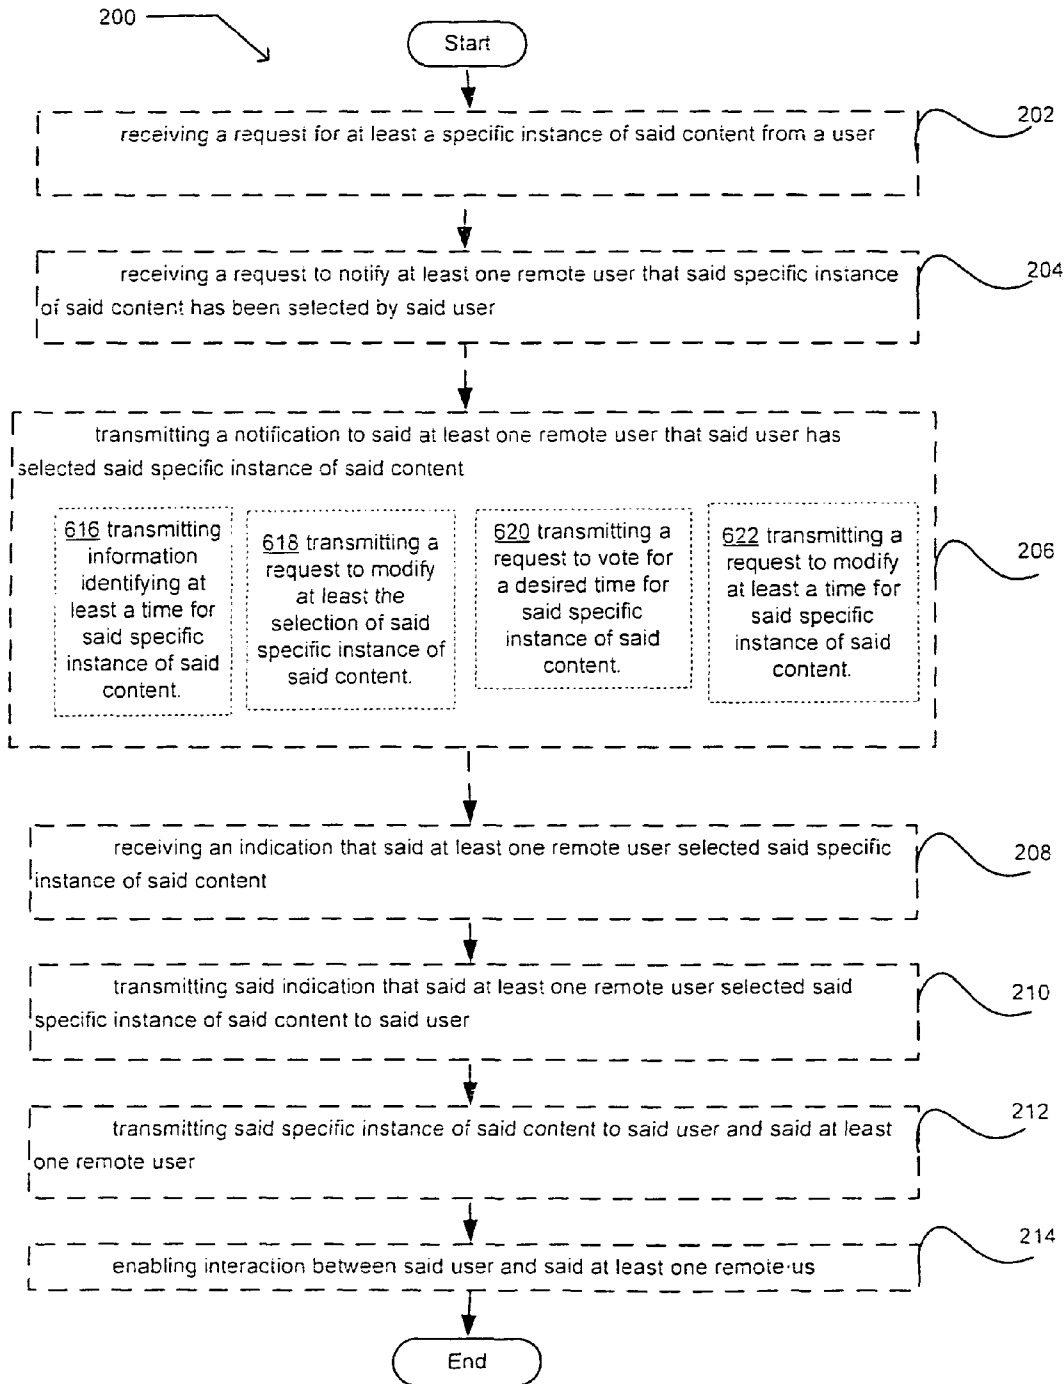 200
Start
receiving a request for at least a specific instance of said content from a user
202
receiving a request to notify at least one remote user that said specific instance
of said content has been selected by said user
204
transmitting a notification to said at least one remote user that said user has
selected said specific instance of said content
616 transmitting
information
identifying at
least a time for
said specific
instance of said
content.
618 transmitting a
request to modify
at least the
selection of said
specific instance of
said content.
620 transmitting a
request to vote for
a desired time for
said specific
instance of said
content.
622 transmitting a
request to modify
at least a time for
said specific
instance of said
content.
206
receiving an indication that said at least one remote user selected said specific
instance of said content
208
transmitting said indication that said at least one remote user selected said
specific instance of said content to said user
210
transmitting said specific instance of said content to said user and said at least
one remote user
212
enabling interaction between said user and said at least one remote us
214
End